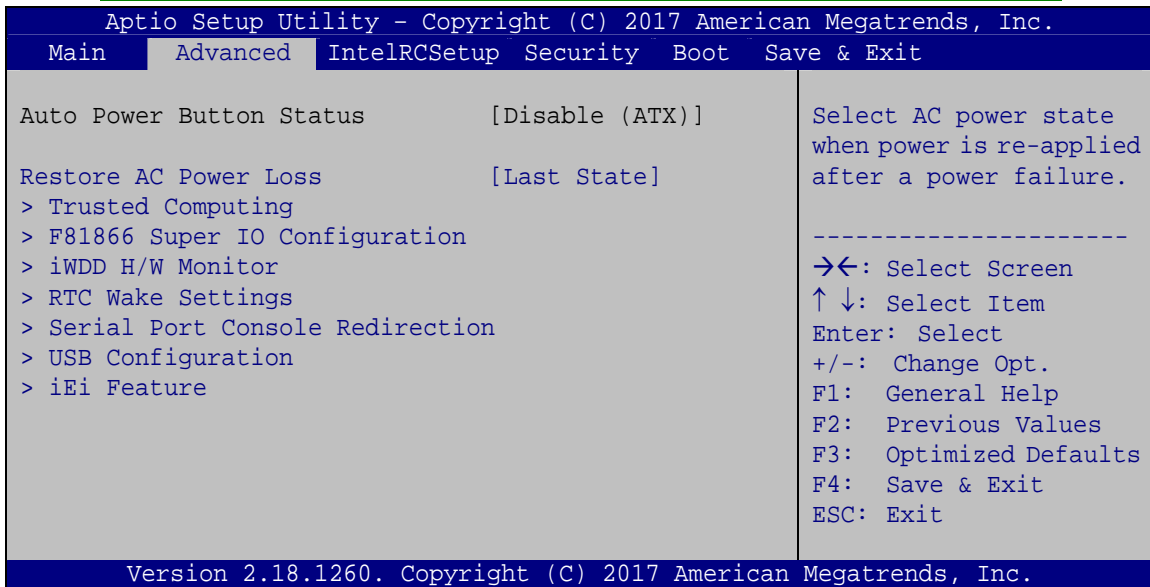 Aptio Setup Utility – Copyright (C) 2017 American Megatrends, Inc.
Main Advanced IntelRCSetup Security Boot Save & Exit
Auto Power Button Status [Disable (ATX)]
Restore AC Power Loss [Last State]
> Trusted Computing
> F81866 Super IO Configuration
> iWDD H/W Monitor
> RTC Wake Settings
> Serial Port Console Redirection
> USB Configuration
> iEi Feature
Select AC power state
when power is re-applied
after a power failure.
----------------------
→←: Select Screen
↑ ↓: Select Item
Enter: Select
+/-: Change Opt.
F1: General Help
F2: Previous Values
F3: Optimized Defaults
F4: Save & Exit
ESC: Exit
Version 2.18.1260. Copyright (C) 2017 American Megatrends, Inc.